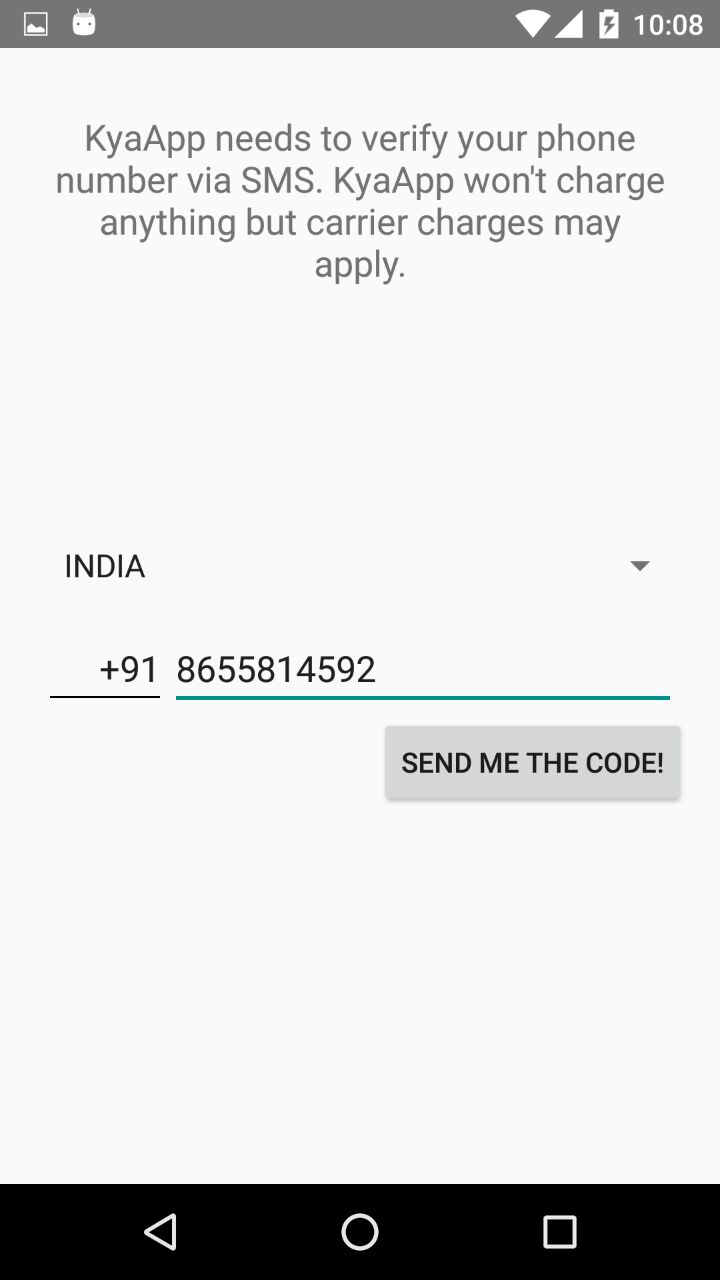 10:08
KyaApp needs to verify your phone
number via SMS. KyaApp won't charge
anything but carrier charges may
apply.
INDIA
+91 8655814592
SEND ME THE CODE!